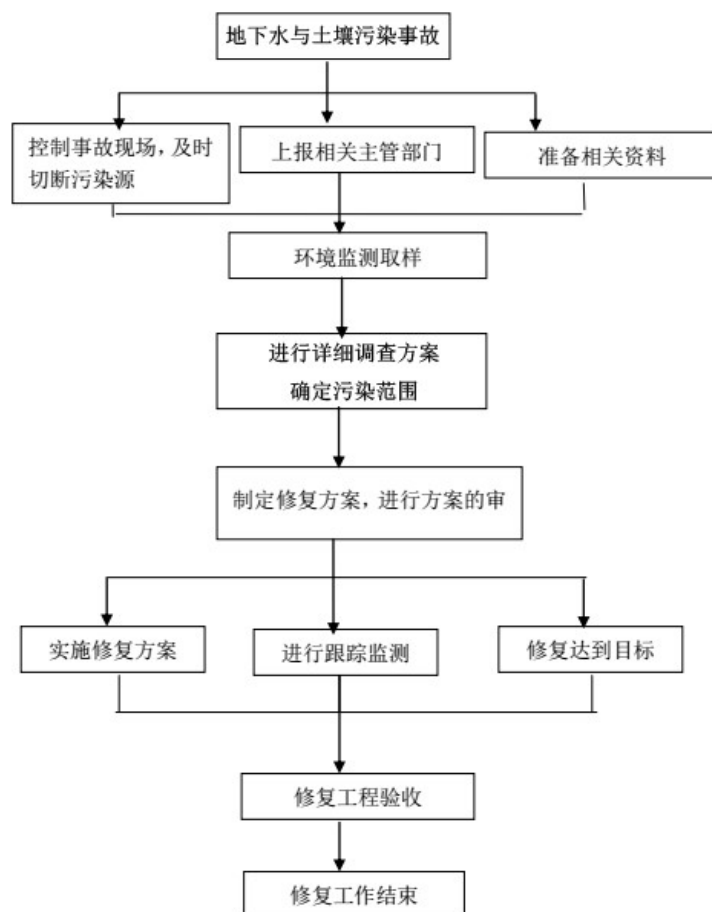 地下水与土壤污染事故
控制事故现场，及时
切断污染源
上报相关主管部门
准备相关资料
环境监测取样
进行详细调查方案
确定污染范围
制定修复方案，进行方案的审
实施修复方案
进行跟踪监测
修复达到目标
修复工程验收
修复工作结束